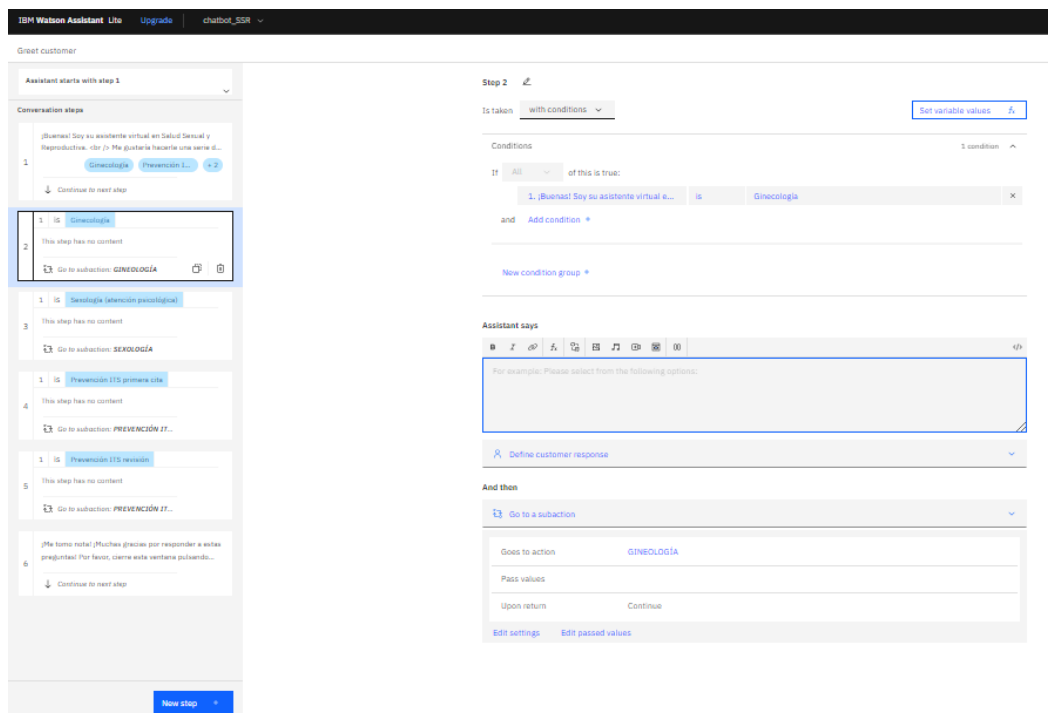 IBM Watson Assistant Lite Upgrade chatbot_SSR
Greet customer
Assistant starts with step 1
Conversation steps
1
¡Buenas! Soy su asistente virtual en Salud Sexual y
Reproductiva. <br /> Me gustaría hacerle una serie d...
Ginecología Prevención I... + 2
Continue to next step
2
1 is Ginecología
This step has no content
Go to subaction: GINEOLOGÍA
3
1 is Sexología (atención psicológica)
This step has no content
Go to subaction: SEXOLOGÍA
4
1 is Prevención ITS primera cita
This step has no content
Go to subaction: PREVENCIÓN IT...
5
1 is Prevención ITS revisión
This step has no content
Go to subaction: PREVENCIÓN IT...
6
¡Me tomo nota! ¡Muchas gracias por responder a estas
preguntas! Por favor, cierre esta ventana pulsando...
Continue to next step
New step +
Step 2
Is taken with conditions
Set variable values fx
Conditions 1 condition
If All of this is true:
1. ¡Buenas! Soy su asistente virtual e... is Ginecología ×
and Add condition +
New condition group +
Assistant says
B I fx </>
For example: Please select from the following options:
Define customer response
And then
Go to a subaction
Goes to action GINEOLOGÍA
Pass values
Upon return Continue
Edit settings Edit passed values